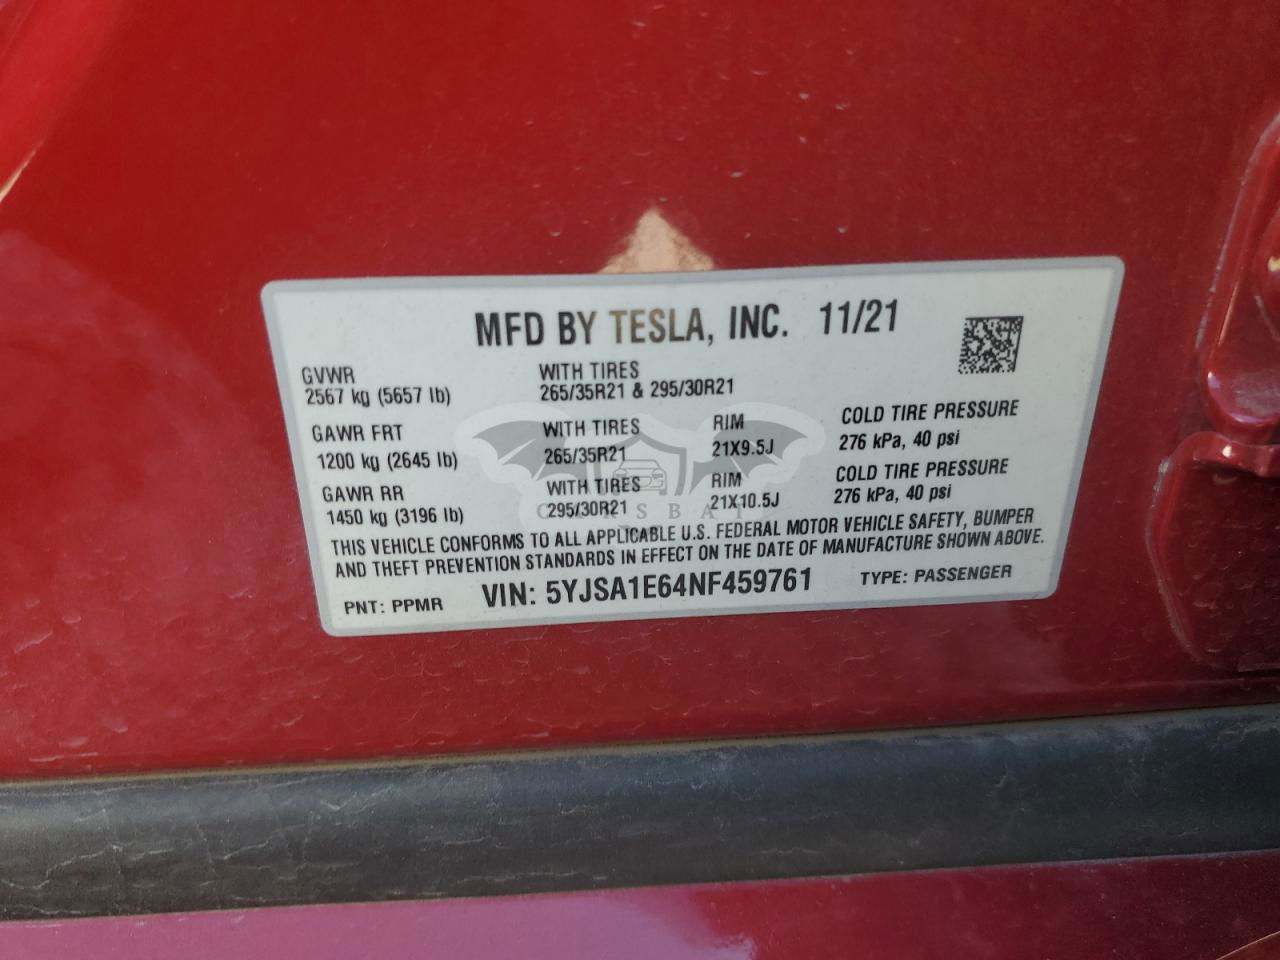 MFD BY TESLA, INC. 11/21
GVWR
2567 kg (5657 lb)
WITH TIRES
265/35R21 & 295/30R21
GAWR FRT
1200 kg (2645 lb)
WITH TIRES
265/35R21
RIM
21X9.5J
COLD TIRE PRESSURE
276 kPa, 40 psi
GAWR RR
1450 kg (3196 lb)
WITH TIRES
295/30R21
RIM
21X10.5J
COLD TIRE PRESSURE
276 kPa, 40 psi
CARSBAT
THIS VEHICLE CONFORMS TO ALL APPLICABLE U.S. FEDERAL MOTOR VEHICLE SAFETY, BUMPER
AND THEFT PREVENTION STANDARDS IN EFFECT ON THE DATE OF MANUFACTURE SHOWN ABOVE.
PNT: PPMR VIN: 5YJSA1E64NF459761 TYPE: PASSENGER